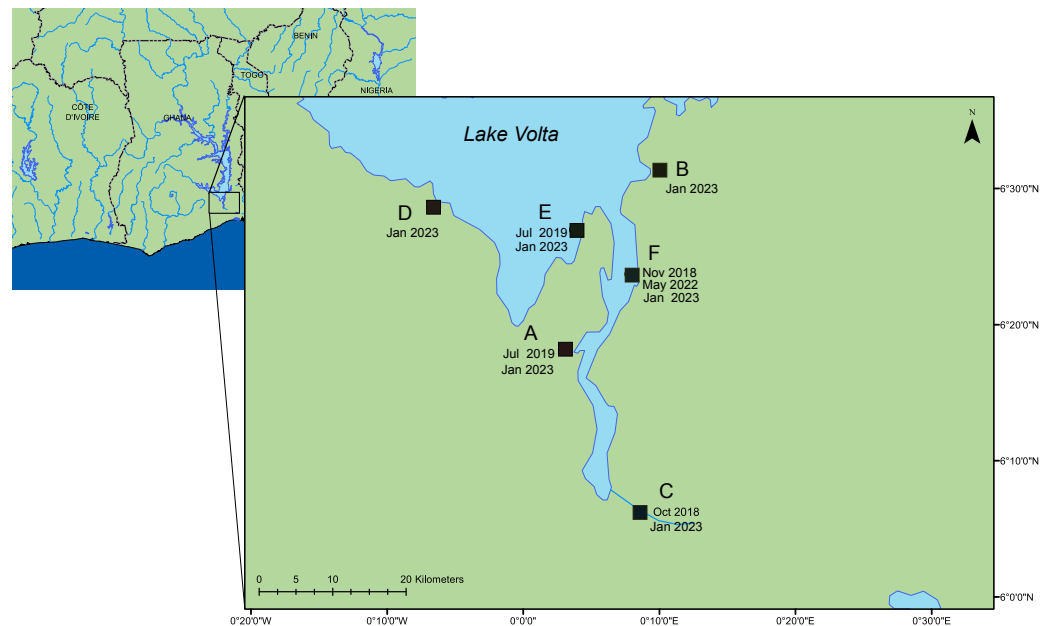 BENIN
TOGO
NIGERIA
CÔTE
D'IVOIRE
GHANA
Lake Volta
N
B
Jan 2023
6°30'0"N
D
Jan 2023
E
Jul 2019
Jan 2023
F
Nov 2018
May 2022
Jan 2023
6°20'0"N
A
Jul 2019
Jan 2023
6°10'0"N
C
Oct 2018
Jan 2023
0 5 10 20 Kilometers
6°0'0"N
0°20'0"W 0°10'0"W 0°0'0" 0°10'0"E 0°20'0"E 0°30'0"E